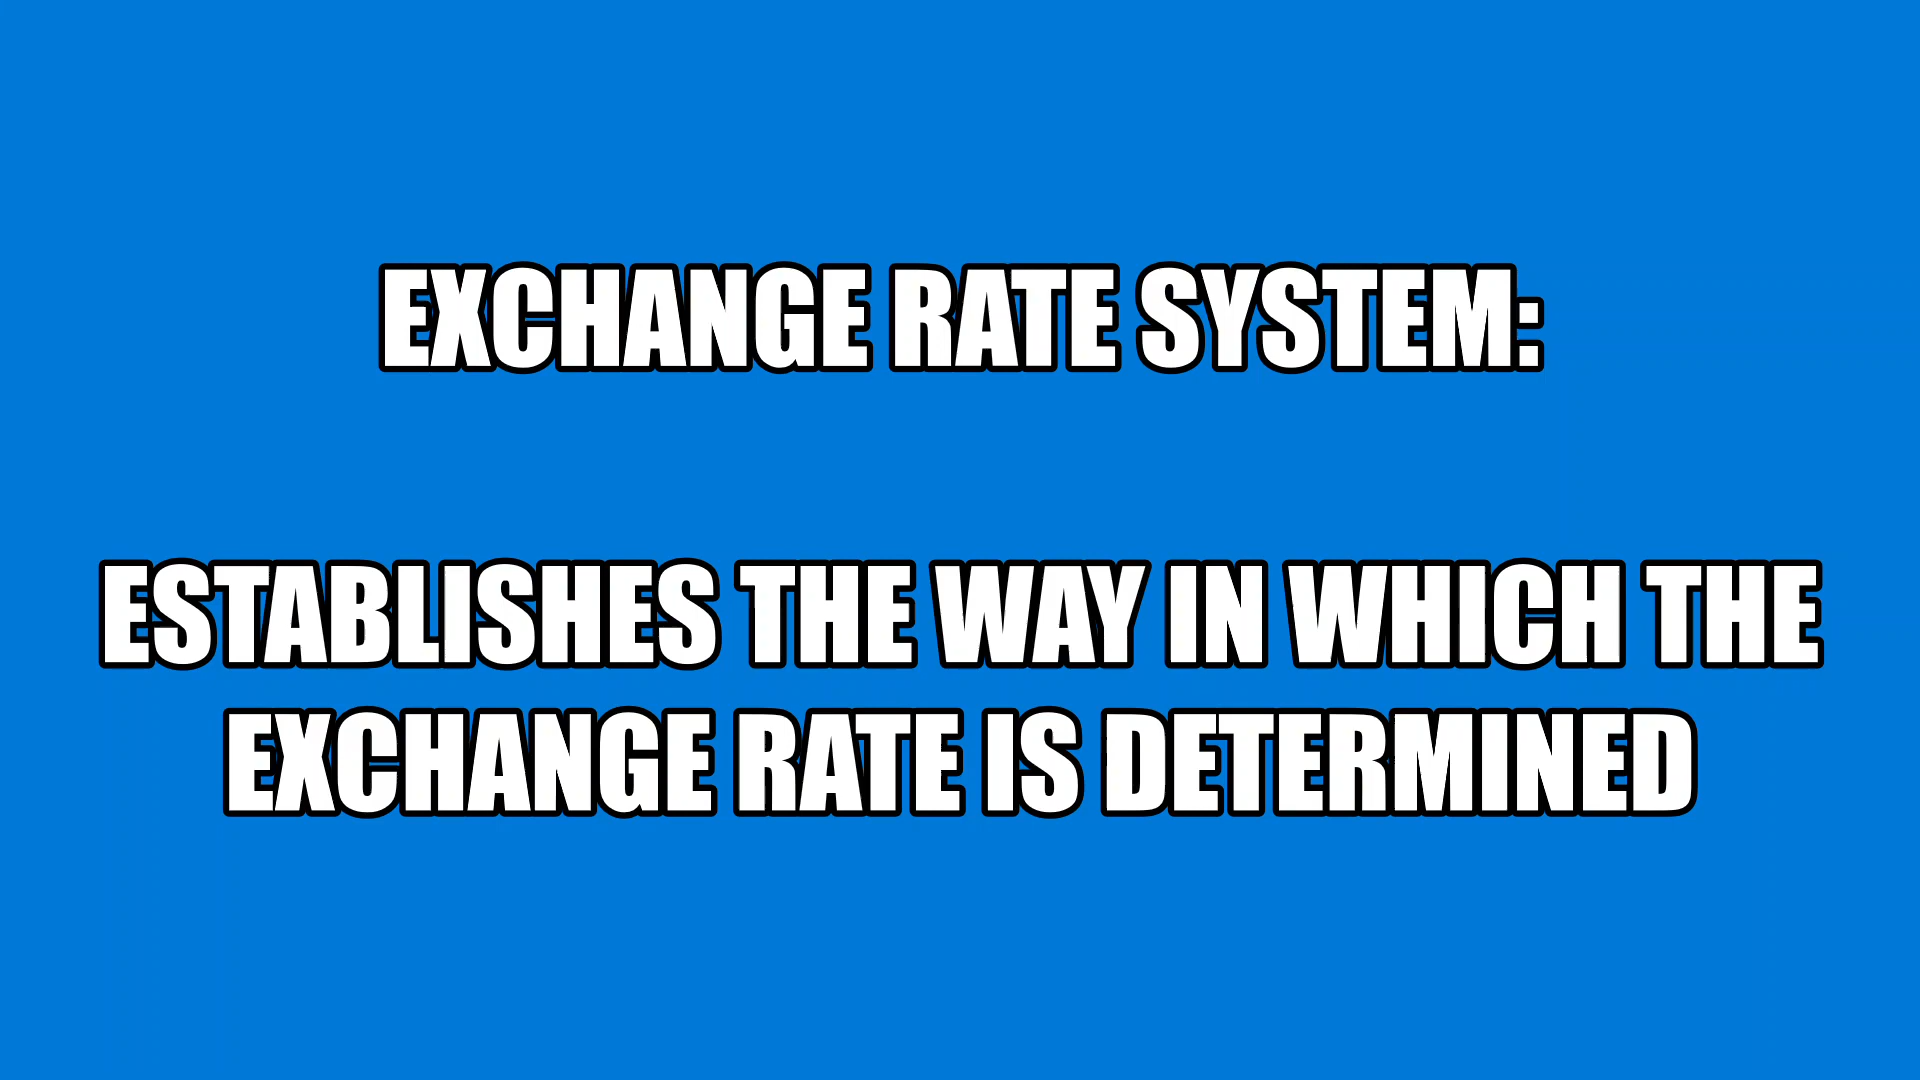 EXCHANGE RATE SYSTEM:
ESTABLISHES THE WAY IN WHICH THE
EXCHANGE RATE IS DETERMINED